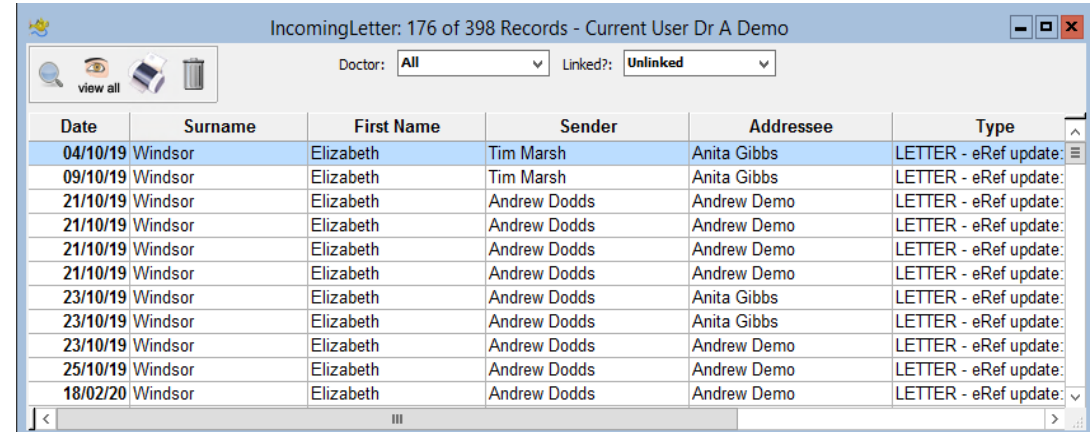 IncomingLetter: 176 of 398 Records - Current User Dr A Demo
view all
Doctor: All Linked?: Unlinked
Date Surname First Name Sender Addressee Type
04/10/19 Windsor Elizabeth Tim Marsh Anita Gibbs LETTER - eRef update:
09/10/19 Windsor Elizabeth Tim Marsh Anita Gibbs LETTER - eRef update:
21/10/19 Windsor Elizabeth Andrew Dodds Andrew Demo LETTER - eRef update:
21/10/19 Windsor Elizabeth Andrew Dodds Andrew Demo LETTER - eRef update:
21/10/19 Windsor Elizabeth Andrew Dodds Andrew Demo LETTER - eRef update:
21/10/19 Windsor Elizabeth Andrew Dodds Andrew Demo LETTER - eRef update:
23/10/19 Windsor Elizabeth Andrew Dodds Anita Gibbs LETTER - eRef update:
23/10/19 Windsor Elizabeth Andrew Dodds Anita Gibbs LETTER - eRef update:
23/10/19 Windsor Elizabeth Andrew Dodds Andrew Demo LETTER - eRef update:
25/10/19 Windsor Elizabeth Andrew Dodds Andrew Demo LETTER - eRef update:
18/02/20 Windsor Elizabeth Andrew Dodds Andrew Demo LETTER - eRef update: